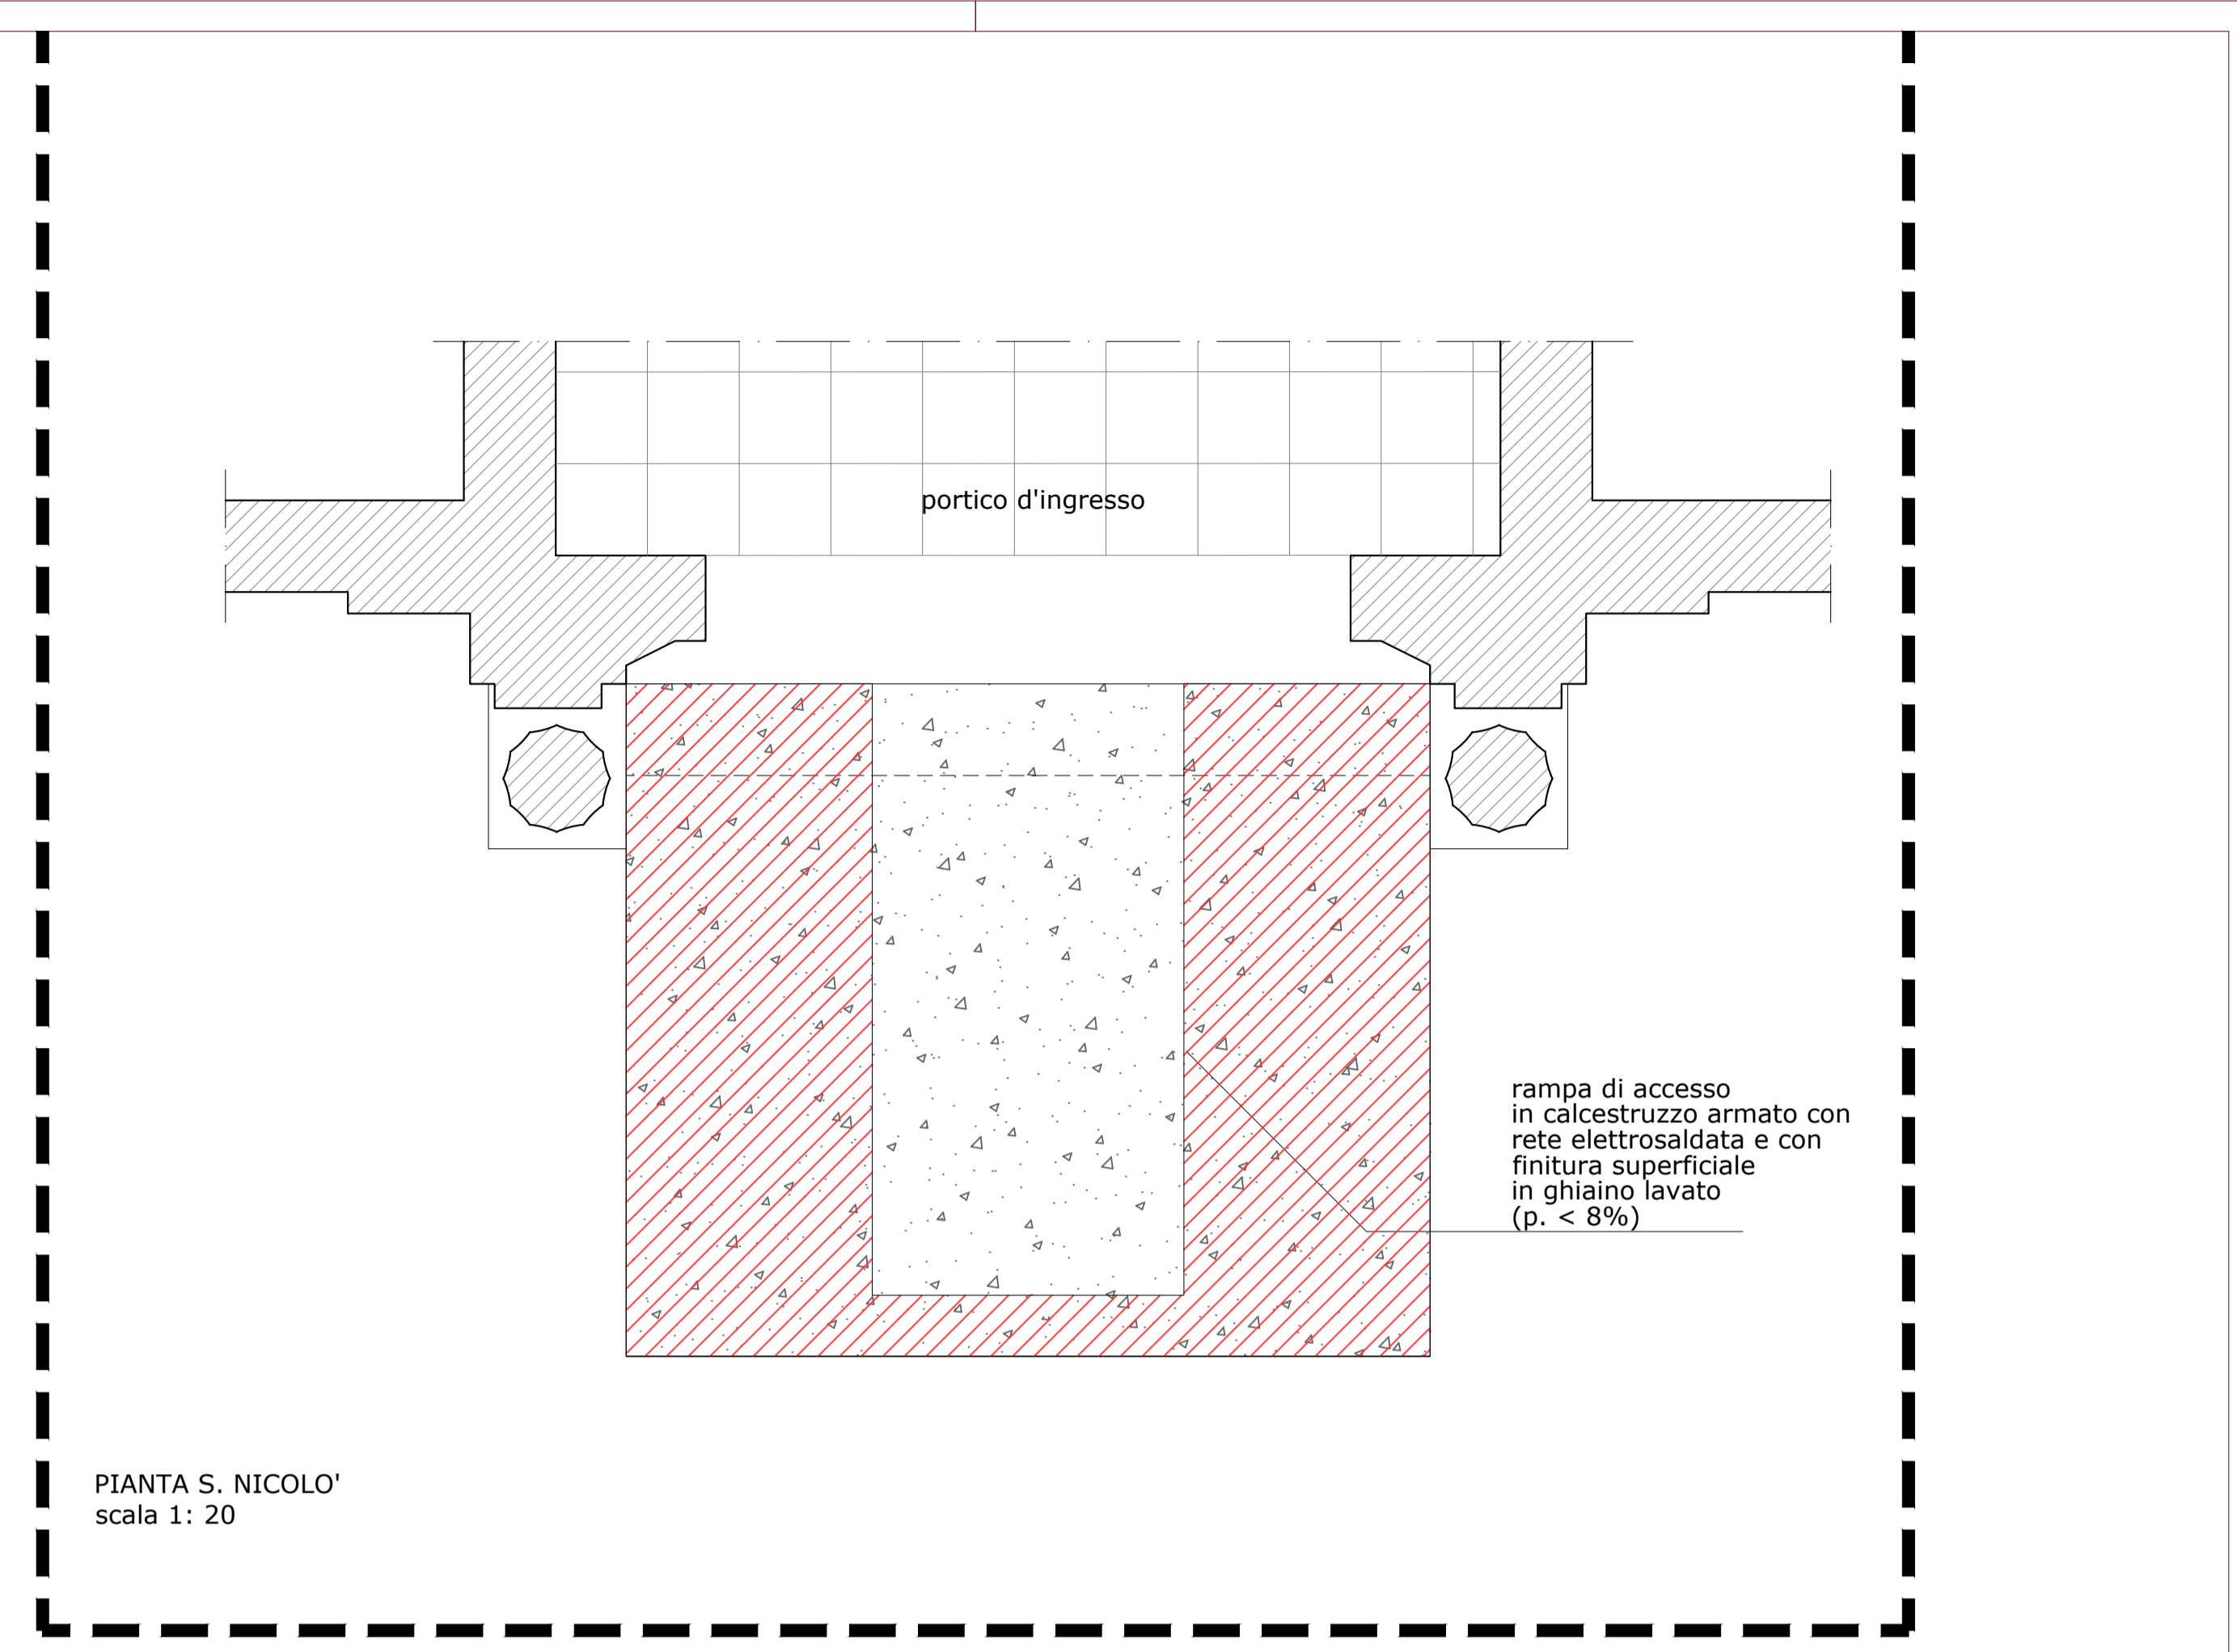 portico d'ingresso
rampa di accesso
in calcestruzzo armato con
rete elettrosaldata e con
finitura superficiale
in ghiaino lavato
(p. < 8%)
PIANTA S. NICOLO'
scala 1: 20